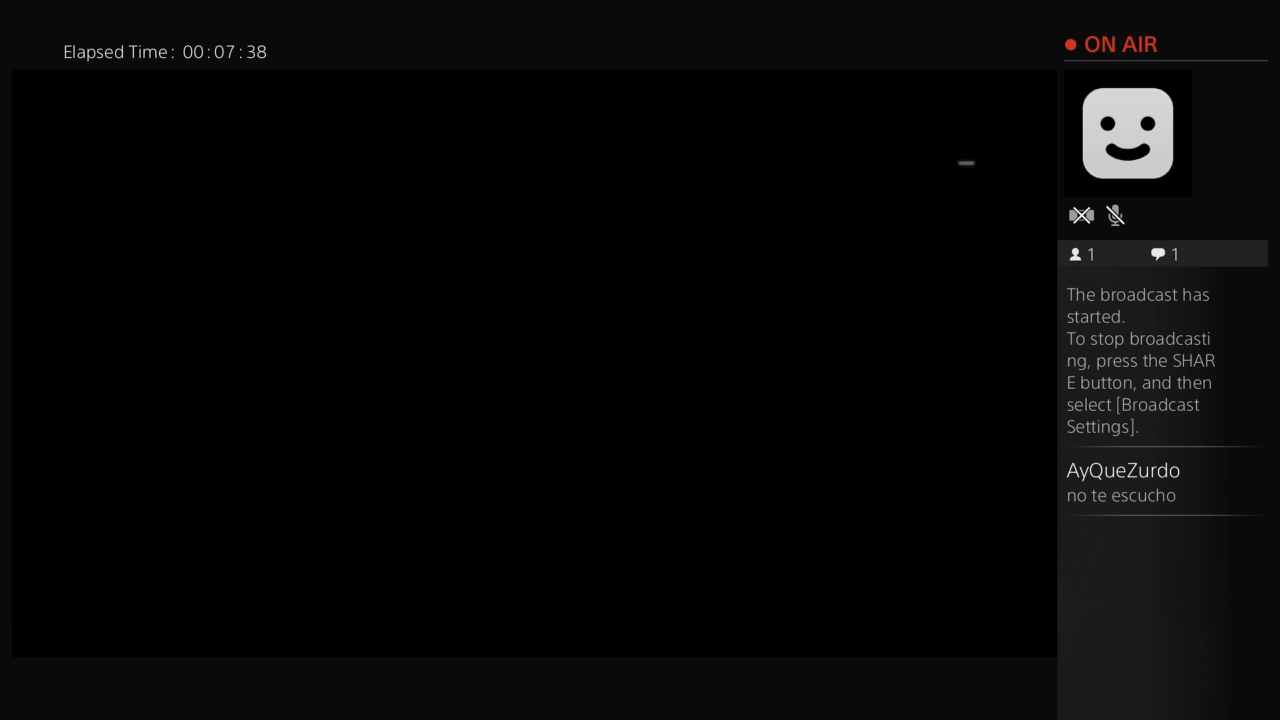 Elapsed Time: 00:07:38
ON AIR
1
1
The broadcast has
started.
To stop broadcasti
ng, press the SHAR
E button, and then
select [Broadcast
Settings].
AyQueZurdo
no te escucho